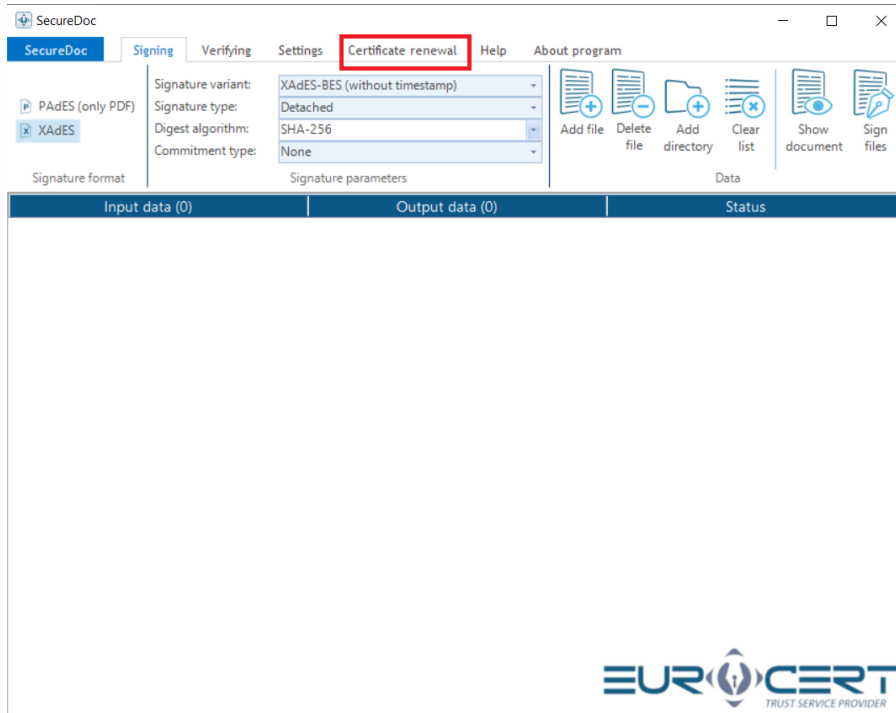 SecureDoc
SecureDoc Signing Verifying Settings Certificate renewal Help About program
PAdES (only PDF)
XAdES
Signature format
Signature variant: XAdES-BES (without timestamp)
Signature type: Detached
Digest algorithm: SHA-256
Commitment type: None
Signature parameters
Add file
Delete file
Add directory
Clear list
Show document
Sign files
Data
Input data (0) Output data (0) Status
EUROCERT
TRUST SERVICE PROVIDER